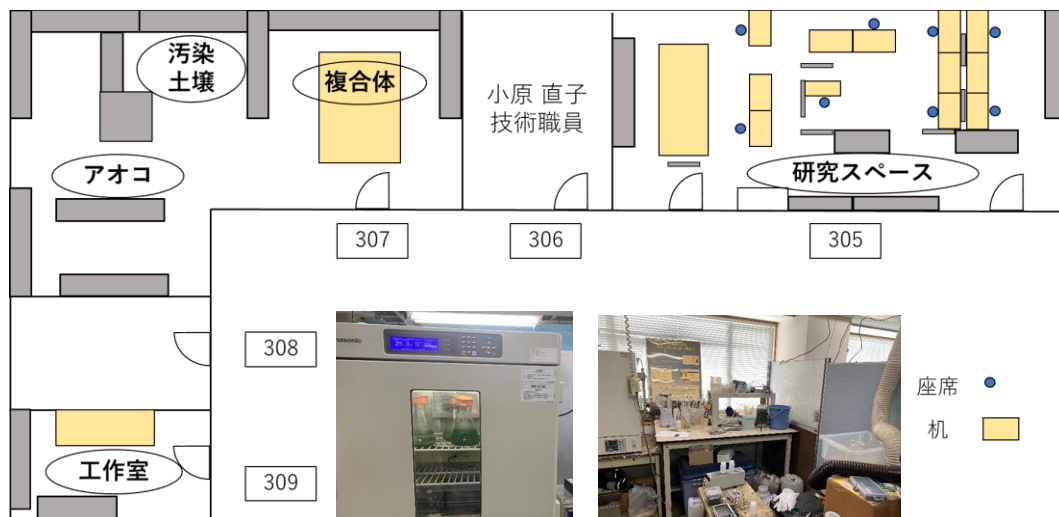 汚染
土壌
複合体
小原 直子
技術職員
アオコ
研究スペース
307
306
305
308
座席
机
工作室
309